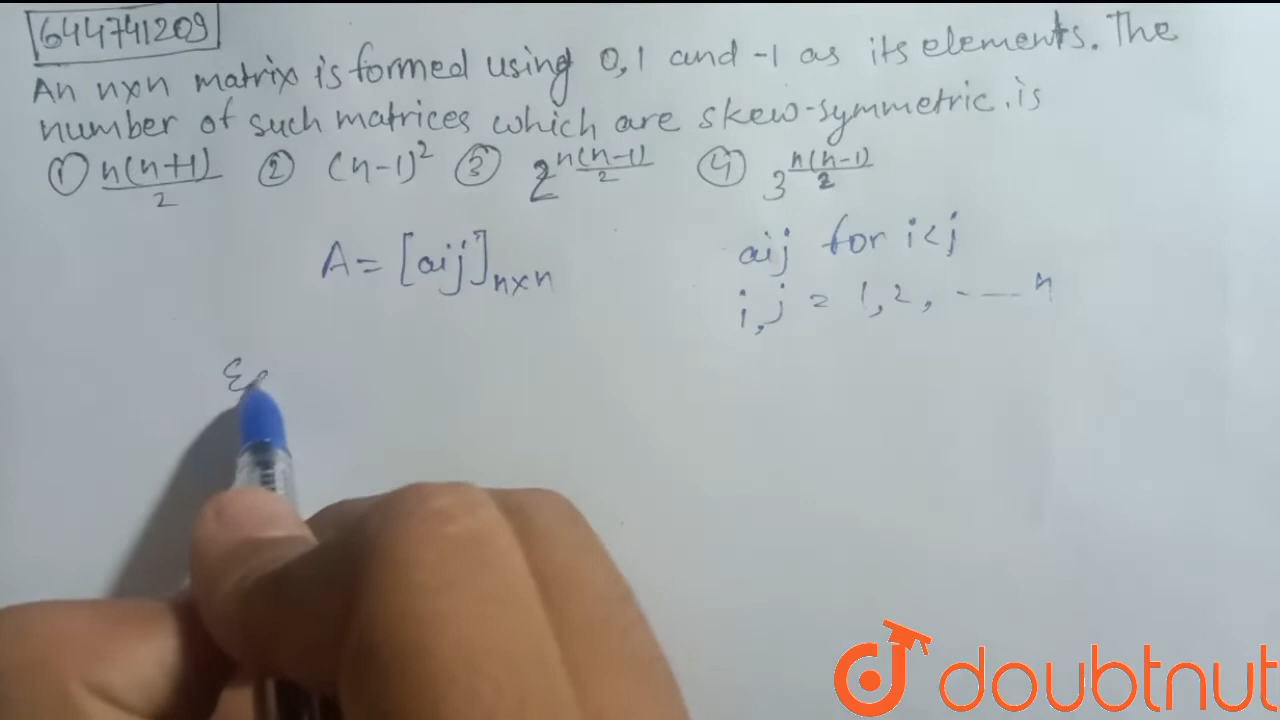 644741209
An nxn matrix is formed using 0,1 and -1 as its elements. The
number of such matrices which are skew-symmetric. is
① n(n+1)/2 ② (n-1)² ③ 2^(n(n-1)/2) ④ 3^(n(n-1)/2)
A = [aij]nxn aij for i<j
i,j = 1,2, ---- n
doubtnut